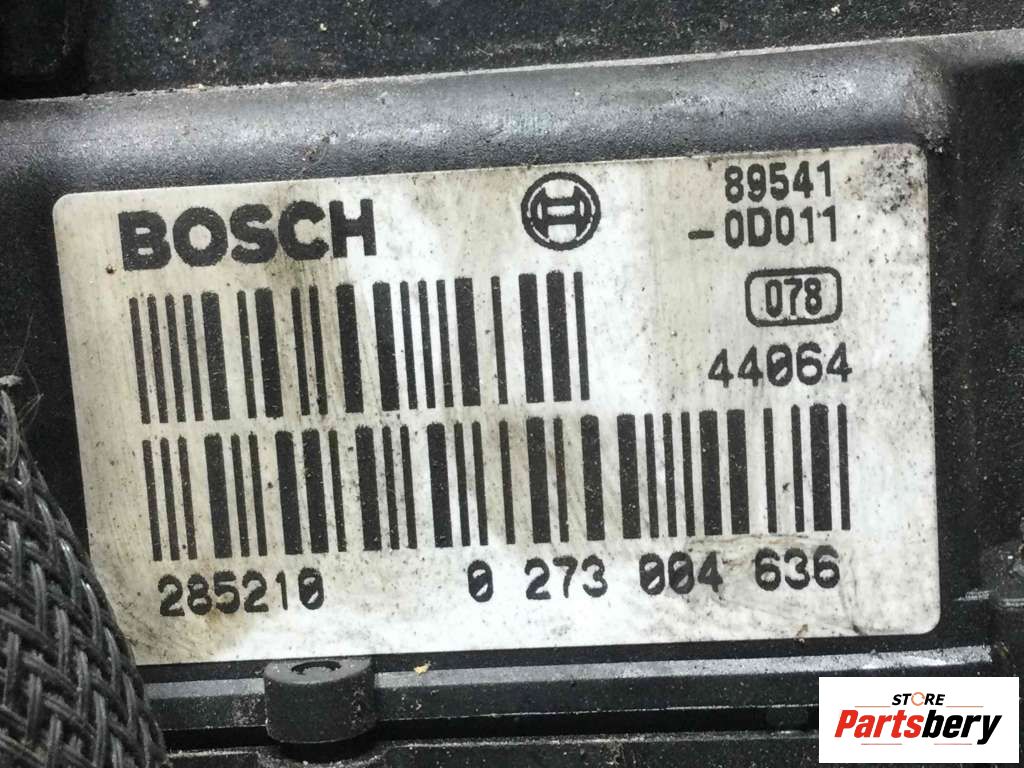 BOSCH
89541
-0D011
078
44064
285210 0 273 004 636
STORE
Partsbery